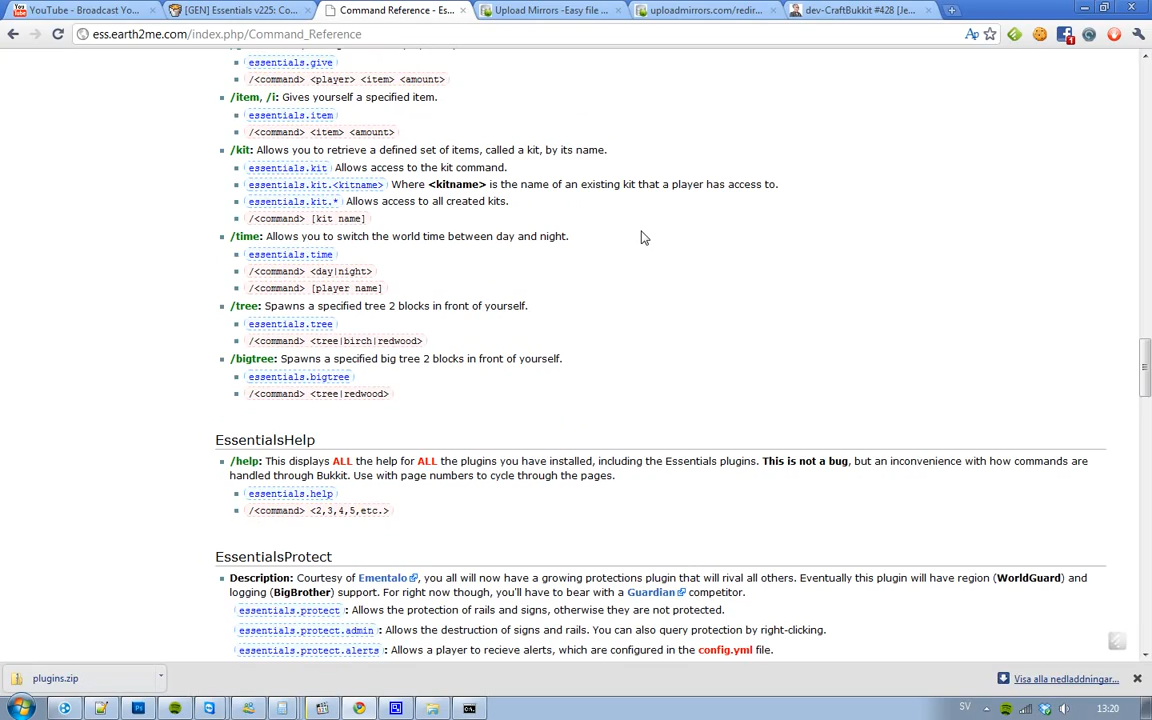 YouTube - Broadcast Yo...
[GEN] Essentials v225: Co...
Command Reference - Es...
Upload Mirrors -Easy file ...
uploadmirrors.com/redir...
dev-CraftBukkit #428 [Je...
ess.earth2me.com/index.php/Command_Reference
essentials.give
/<command> <player> <item> <amount>
/item, /i: Gives yourself a specified item.
essentials.item
/<command> <item> <amount>
/kit: Allows you to retrieve a defined set of items, called a kit, by its name.
essentials.kit Allows access to the kit command.
essentials.kit.<kitname> Where <kitname> is the name of an existing kit that a player has access to.
essentials.kit.* Allows access to all created kits.
/<command> [kit name]
/time: Allows you to switch the world time between day and night.
essentials.time
/<command> <day|night>
/<command> [player name]
/tree: Spawns a specified tree 2 blocks in front of yourself.
essentials.tree
/<command> <tree|birch|redwood>
/bigtree: Spawns a specified big tree 2 blocks in front of yourself.
essentials.bigtree
/<command> <tree|redwood>
EssentialsHelp
/help: This displays ALL the help for ALL the plugins you have installed, including the Essentials plugins. This is not a bug, but an inconvenience with how commands are
handled through Bukkit. Use with page numbers to cycle through the pages.
essentials.help
/<command> <2,3,4,5,etc.>
EssentialsProtect
Description: Courtesy of Ementalo, you all will now have a growing protections plugin that will rival all others. Eventually this plugin will have region (WorldGuard) and
logging (BigBrother) support. For right now though, you'll have to bear with a Guardian competitor.
essentials.protect : Allows the protection of rails and signs, otherwise they are not protected.
essentials.protect.admin : Allows the destruction of signs and rails. You can also query protection by right-clicking.
essentials.protect.alerts : Allows a player to recieve alerts, which are configured in the config.yml file.
plugins.zip
Visa alla nedladdningar...
SV
13:20